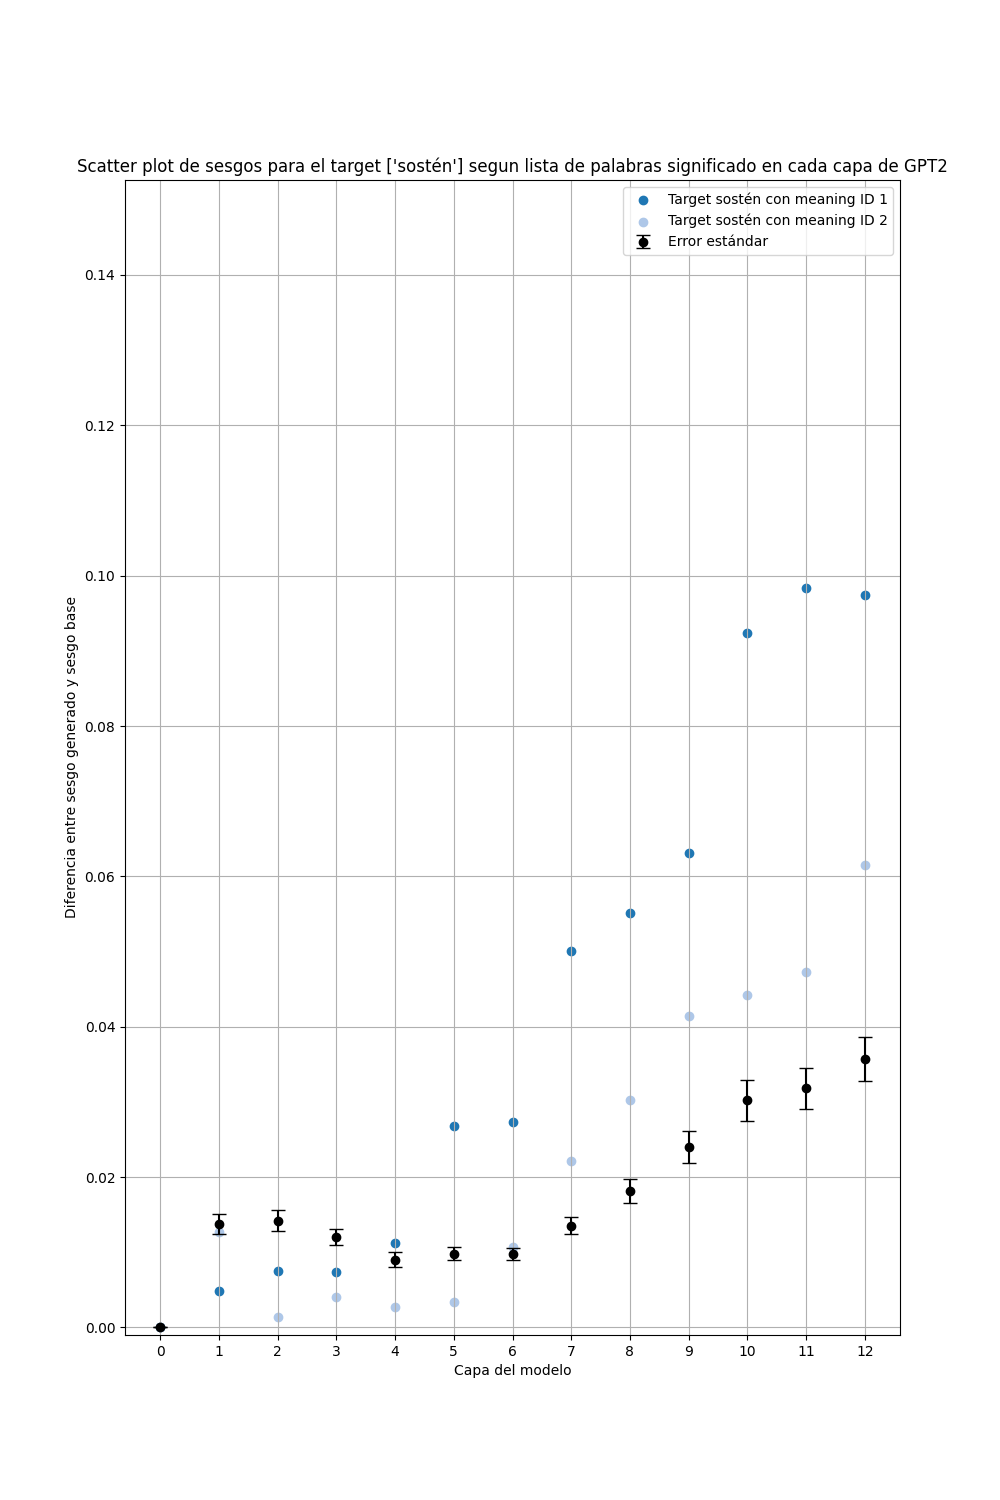 Scatter plot de sesgos para el target ['sostén'] segun lista de palabras significado en cada capa de GPT2
Target sostén con meaning ID 1
Target sostén con meaning ID 2
Error estándar
Diferencia entre sesgo generado y sesgo base
0.14
0.12
0.10
0.08
0.06
0.04
0.02
0.00
0 1 2 3 4 5 6 7 8 9 10 11 12
Capa del modelo